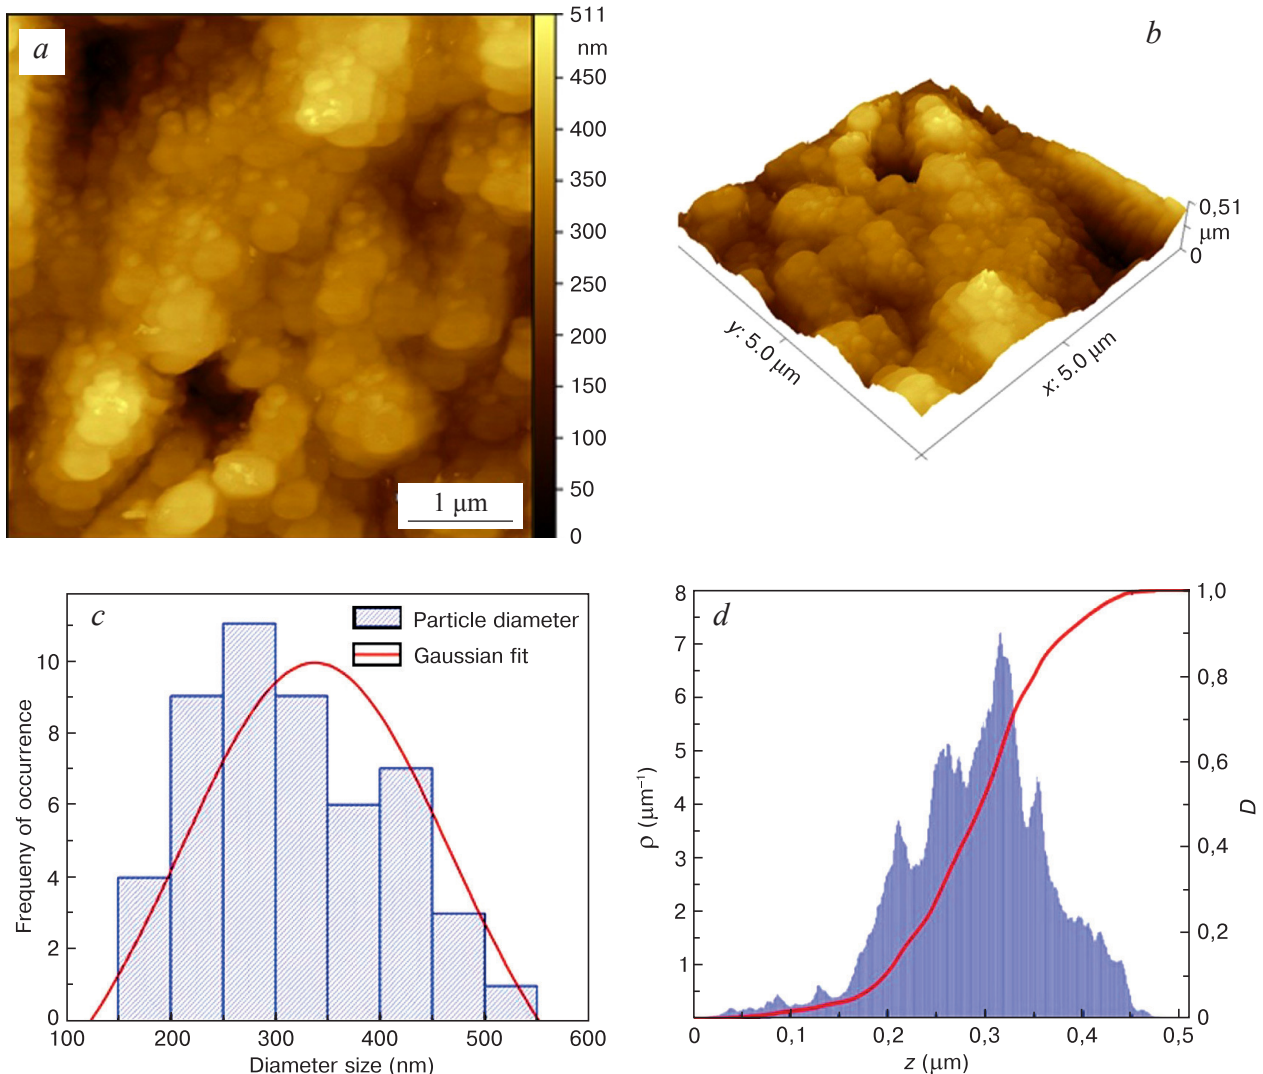 a
511
nm
450
400
350
300
250
200
150
100
50
0
1 μm
b
0,51
μm
0
y: 5.0 μm
x: 5.0 μm
c
Particle diameter
Gaussian fit
Frequeny of occurrence
10
8
6
4
2
0
100 200 300 400 500 600
Diameter size (nm)
d
ρ (μm⁻¹)
8
7
6
5
4
3
2
1
0 0,1 0,2 0,3 0,4 0,5
z (μm)
1,0
0,8
0,6
0,4
0,2
0
D